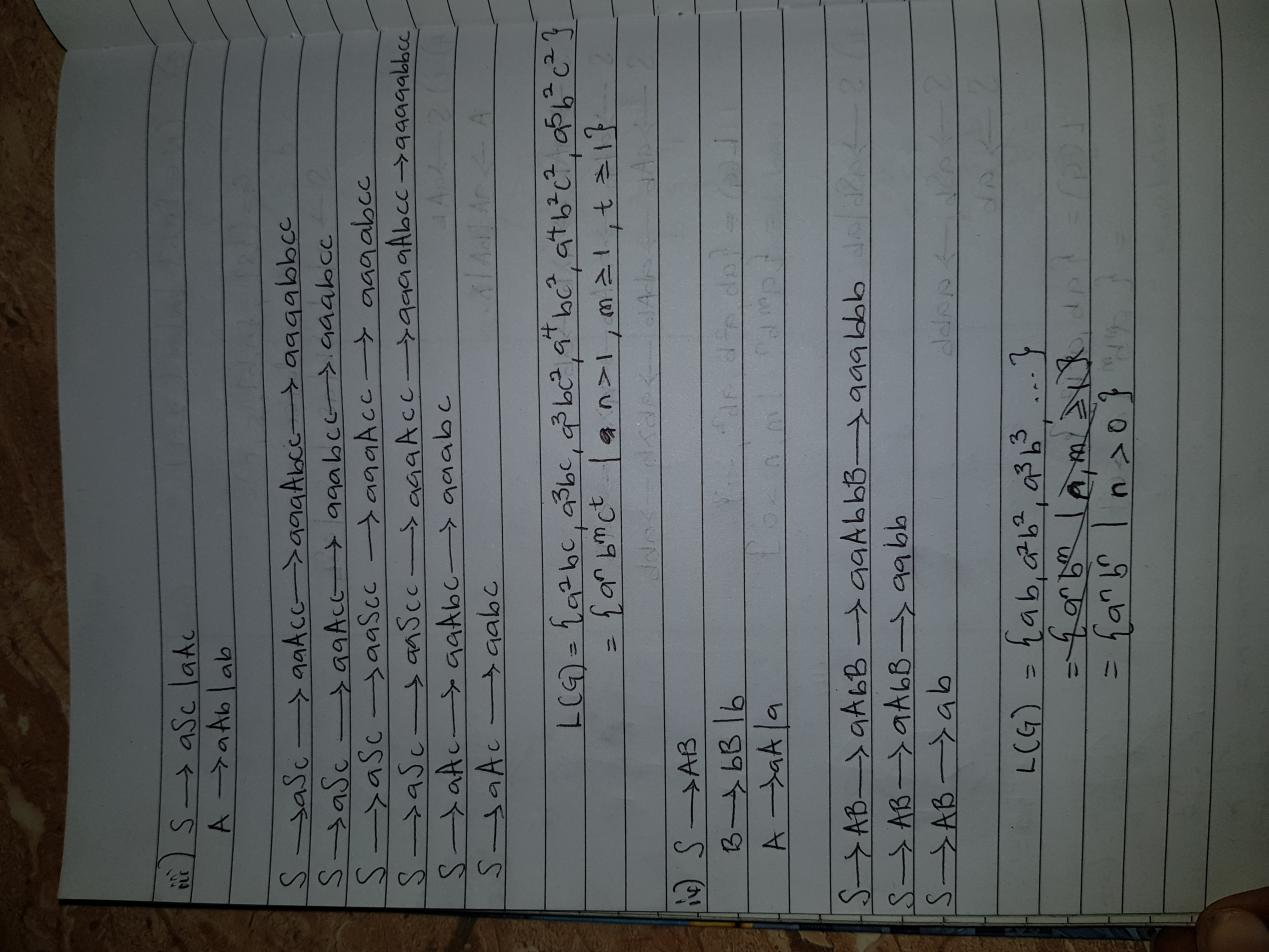 iii) S → aSc | aAc
A → aAb | ab
S → aSc → aaAcc → aaaAbcc → aaaabbcc
S → aSc → aaAcc → aaabcc → aaabcc
S → aSc → aaScc → aaaAcc → aaaabcc
S → aSc → aaScc → aaaAcc → aaaaAbcc → aaaaabbcc
S → aAc → aaAbc → aaabc
S → aAc → aabc
L(G) = {a²bc, a³bc, a³bc², a⁴bc², a⁴b²c², a⁵b²c²}
= {aⁿbᵐcᵗ | n > 1, m ≥ 1, t ≥ 1}
iv) S → AB
B → bB | b
A → aA | a
S → AB → aAbB → aaAbbB → aaabbb
S → AB → aAbB → aabb
S → AB → ab
L(G) = {ab, a²b², a³b³, ...}
= {aⁿbᵐ | n, m ≥ 1}
= {aⁿbⁿ | n > 0}